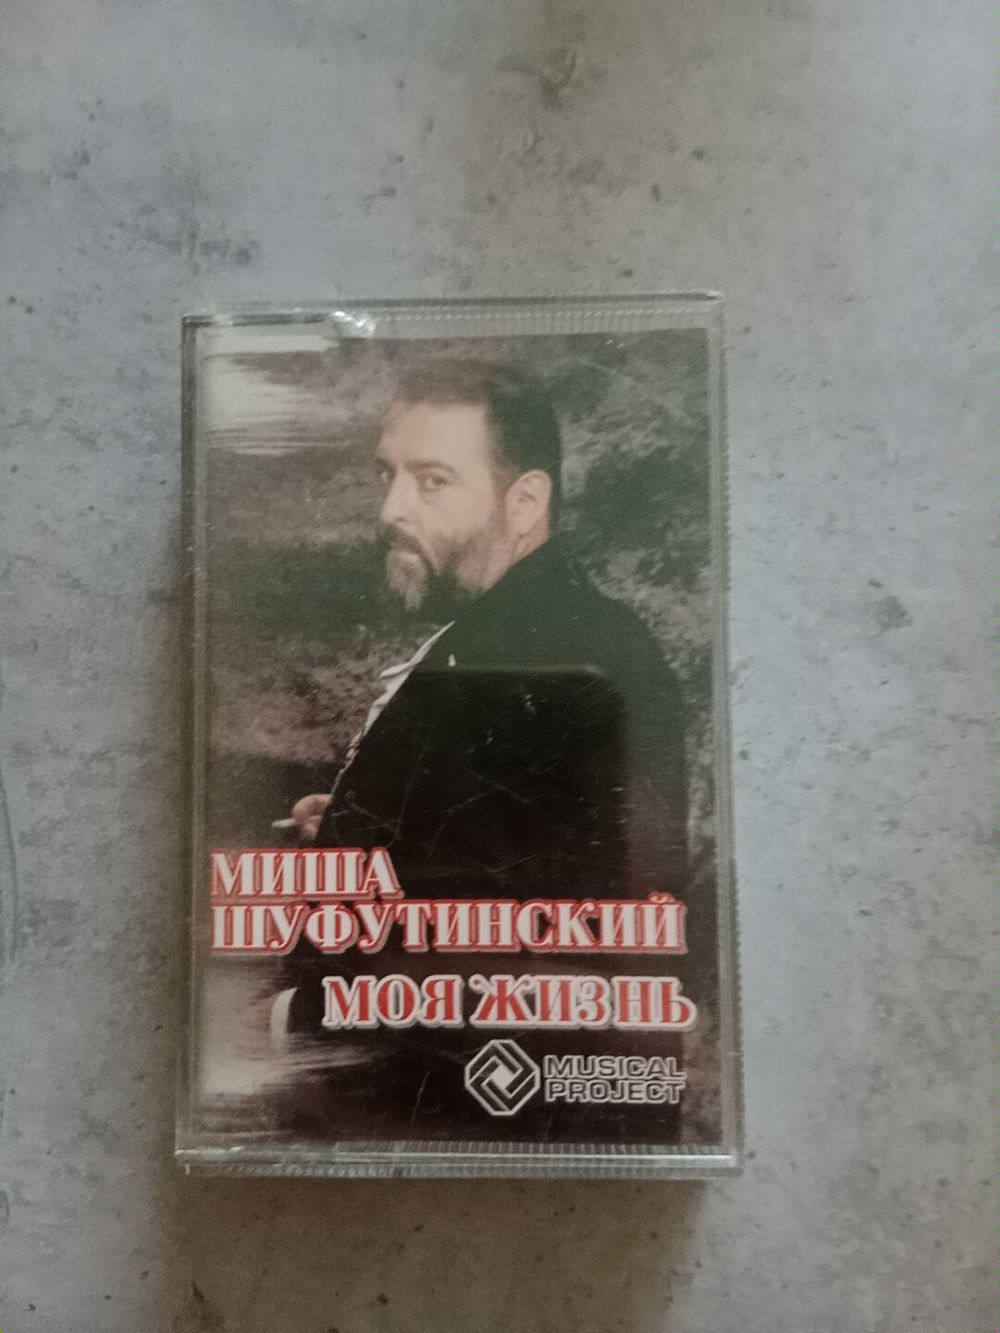 МИША
ШУФУТИНСКИЙ
МОЯ ЖИЗНЬ
MUSICAL
PROJECT